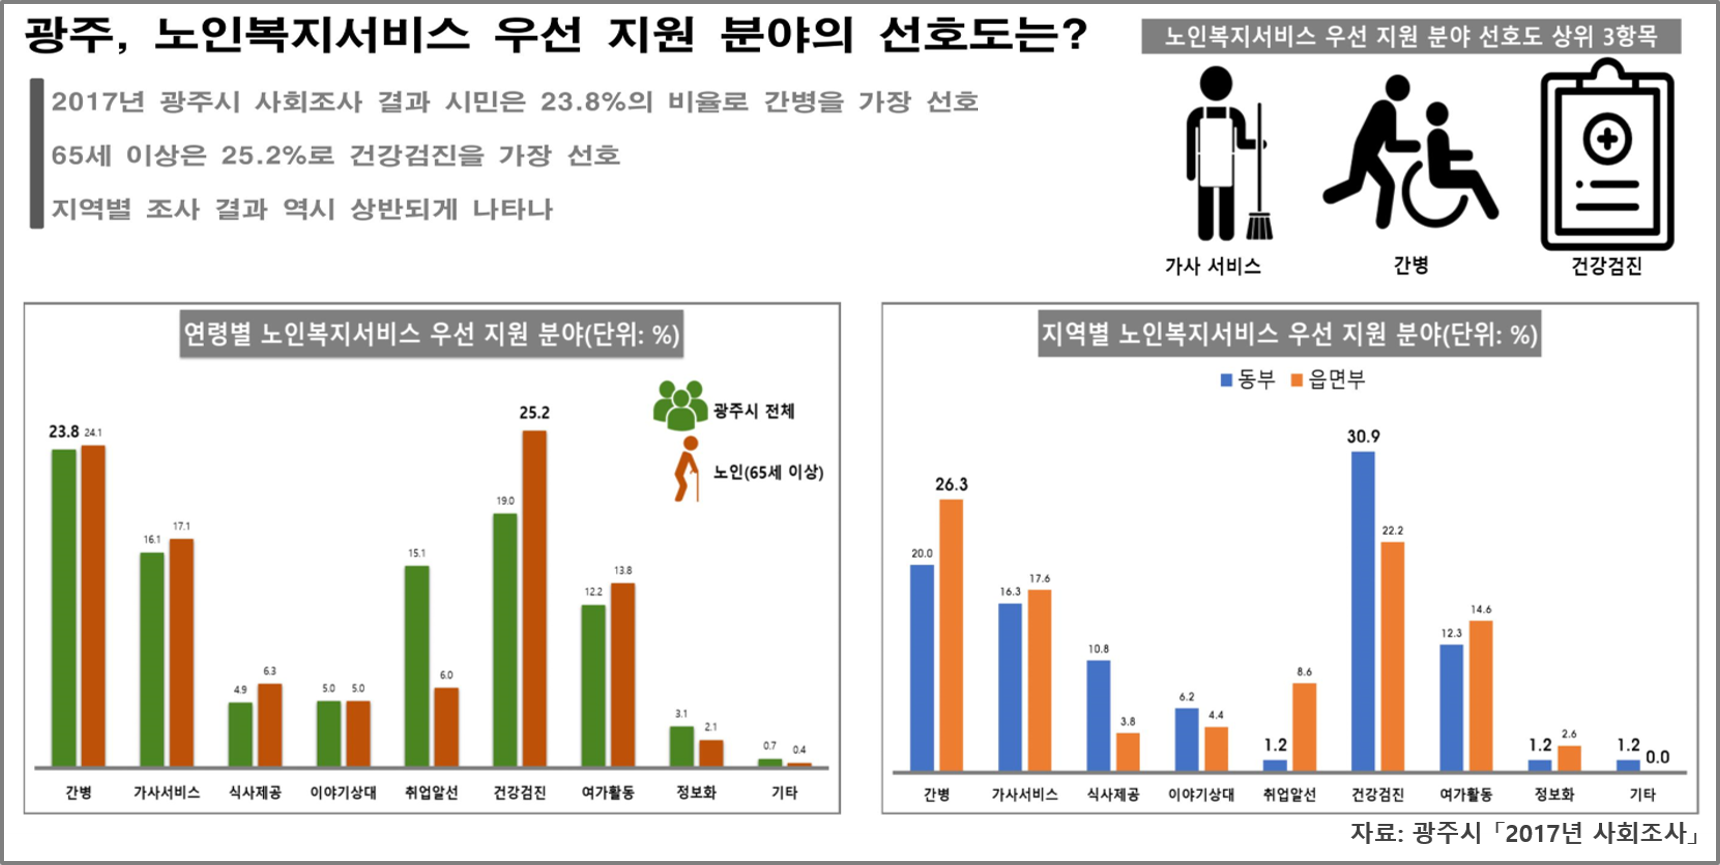 광주, 노인복지서비스 우선 지원 분야의 선호도는?
2017년 광주시 사회조사 결과 시민은 23.8%의 비율로 간병을 가장 선호
65세 이상은 25.2%로 건강검진을 가장 선호
지역별 조사 결과 역시 상반되게 나타나
노인복지서비스 우선 지원 분야 선호도 상위 3항목
가사 서비스 간병 건강검진
연령별 노인복지서비스 우선 지원 분야(단위: %)
광주시 전체
노인(65세 이상)
23.8 24.1
16.1 17.1
4.9 6.3
5.0 5.0
15.1 6.0
19.0 25.2
12.2 13.8
3.1 2.1
0.7 0.4
간병 가사서비스 식사제공 이야기상대 취업알선 건강검진 여가활동 정보화 기타
지역별 노인복지서비스 우선 지원 분야(단위: %)
동부 읍면부
20.0 26.3
16.3 17.6
10.8 3.8
6.2 4.4
1.2 8.6
30.9 22.2
12.3 14.6
1.2 2.6
1.2 0.0
간병 가사서비스 식사제공 이야기상대 취업알선 건강검진 여가활동 정보화 기타
자료: 광주시 「2017년 사회조사」